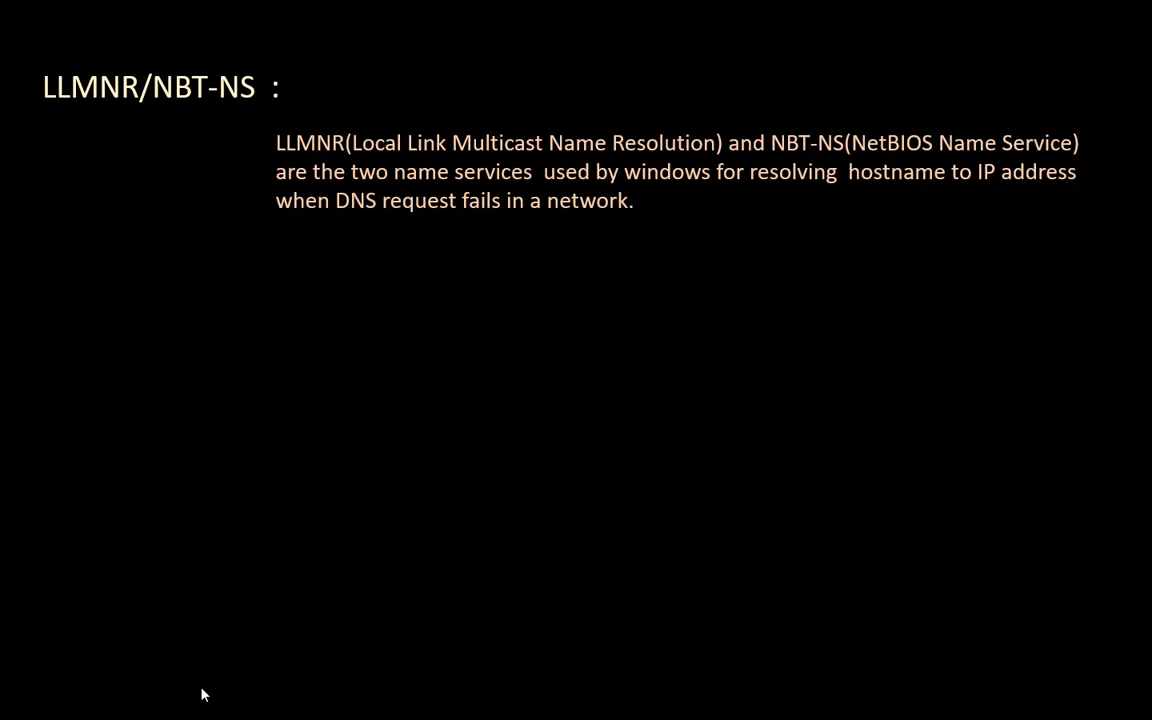 LLMNR/NBT-NS :
LLMNR(Local Link Multicast Name Resolution) and NBT-NS(NetBIOS Name Service)
are the two name services used by windows for resolving hostname to IP address
when DNS request fails in a network.